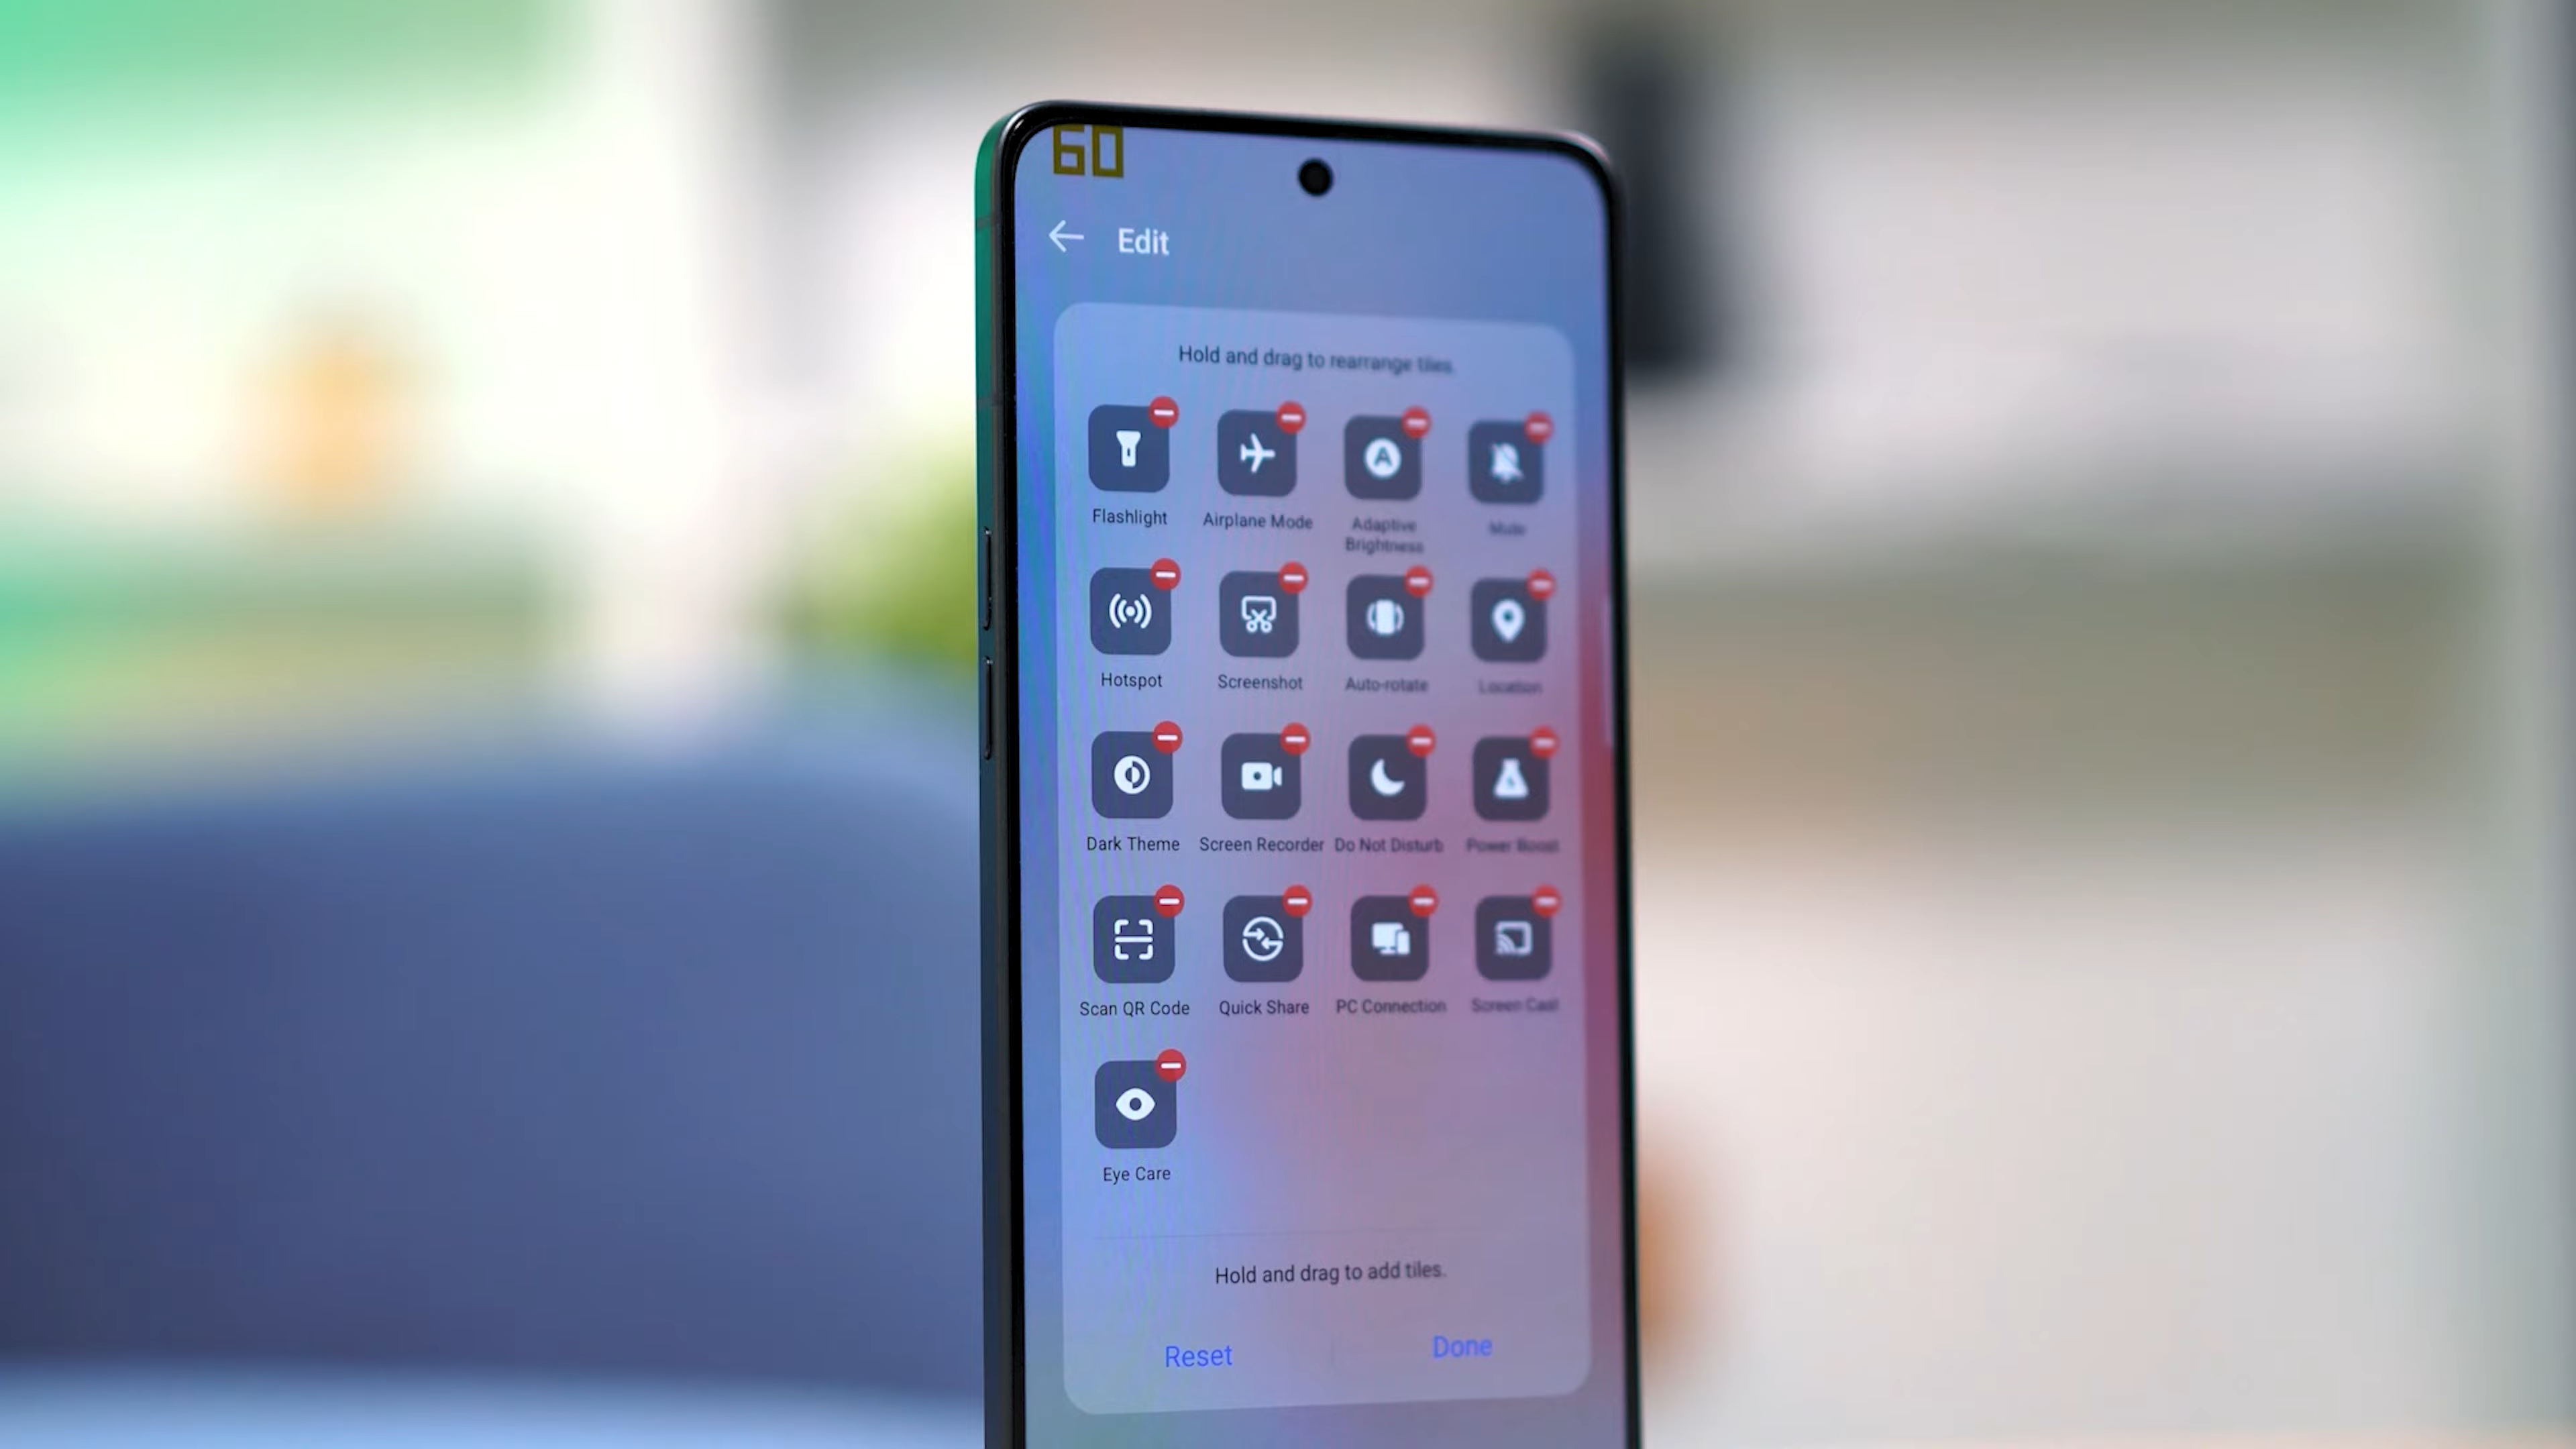 60
Edit
Hold and drag to rearrange tiles.
Flashlight Airplane Mode Adaptive Brightness Mute
Hotspot Screenshot Auto-rotate Location
Dark Theme Screen Recorder Do Not Disturb Power Boost
Scan QR Code Quick Share PC Connection Screen Cast
Eye Care
Hold and drag to add tiles.
Reset Done